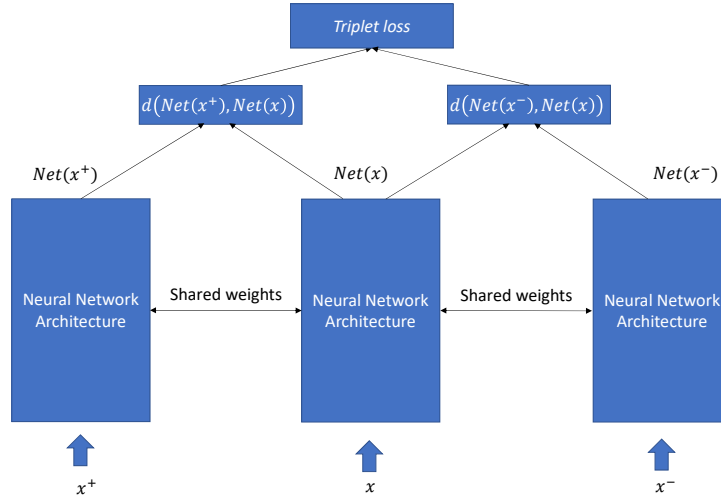 Triplet loss
d(Net(x⁺), Net(x))
d(Net(x⁻), Net(x))
Net(x⁺)
Net(x)
Net(x⁻)
Neural Network
Architecture
Shared weights
Neural Network
Architecture
Shared weights
Neural Network
Architecture
x⁺
x
x⁻